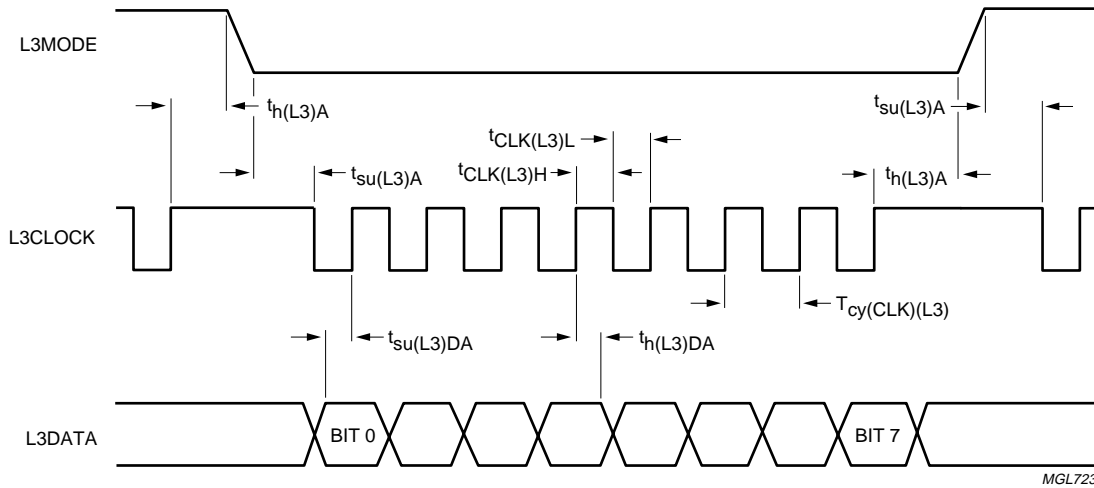 L3MODE
th(L3)A
tsu(L3)A
tCLK(L3)L
tsu(L3)A
tCLK(L3)H
th(L3)A
L3CLOCK
Tcy(CLK)(L3)
tsu(L3)DA
th(L3)DA
L3DATA
BIT 0
BIT 7
MGL723